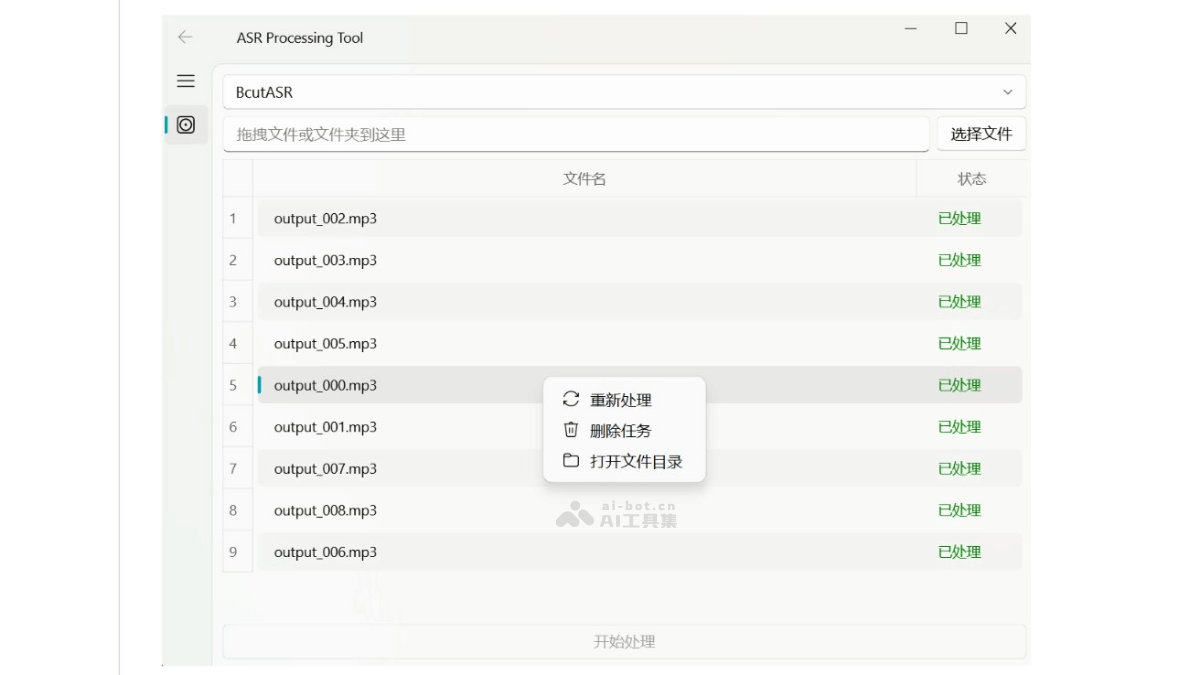 ASR Processing Tool
BcutASR
拖拽文件或文件夹到这里
选择文件
文件名 状态
1 output_002.mp3 已处理
2 output_003.mp3 已处理
3 output_004.mp3 已处理
4 output_005.mp3 已处理
5 output_000.mp3 已处理
重新处理
6 output_001.mp3 已处理
删除任务
7 output_007.mp3 已处理
打开文件目录
8 output_008.mp3 已处理
ai-bot.cn
AI工具集
9 output_006.mp3 已处理
开始处理